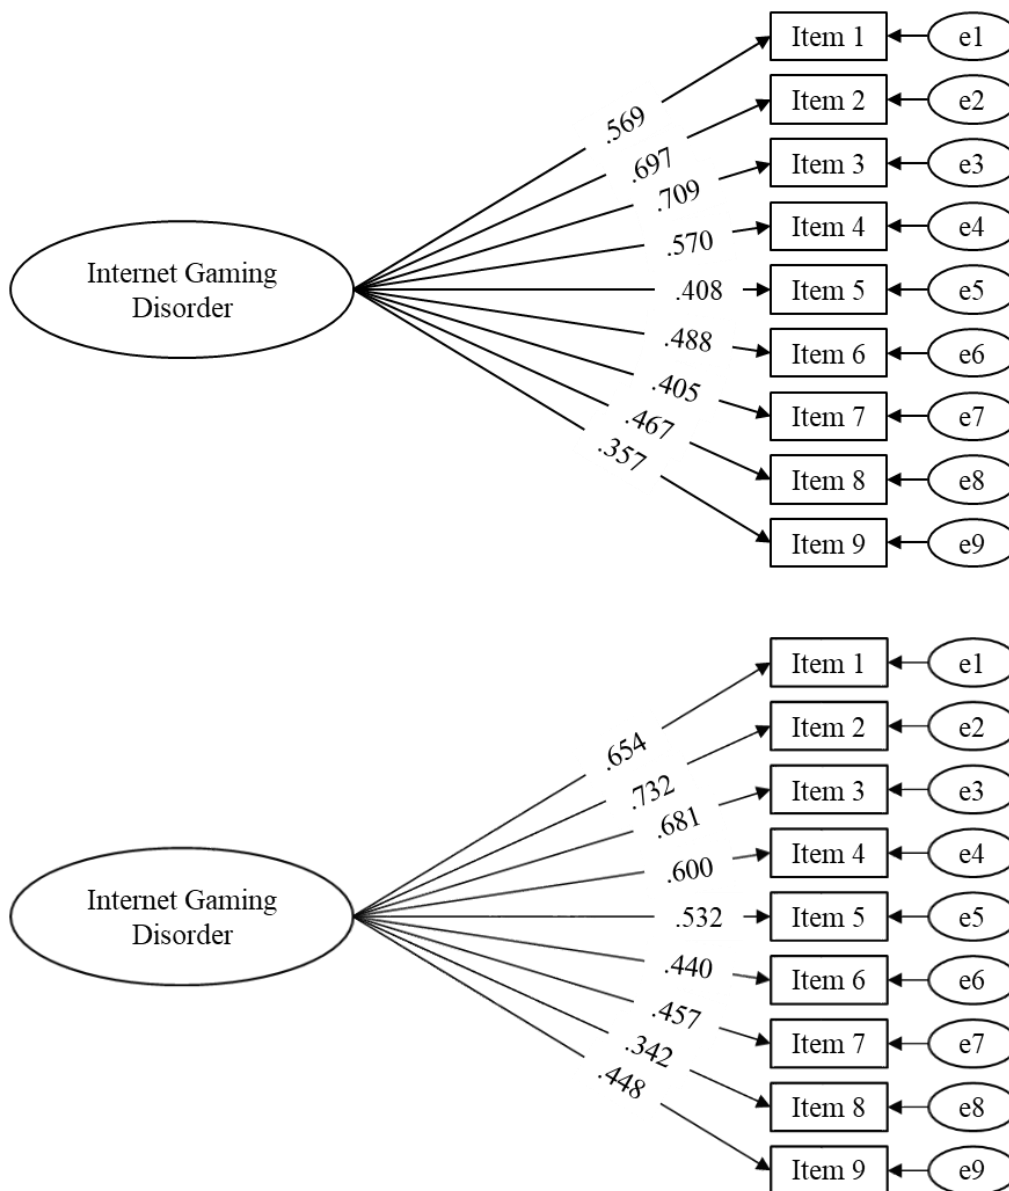 Item 1 e1
Item 2 e2
.569
.697
Item 3 e3
.709
Item 4 e4
.570
Internet Gaming
Disorder
.408
Item 5 e5
.488
Item 6 e6
.405
Item 7 e7
.467
.357
Item 8 e8
Item 9 e9
Item 1 e1
Item 2 e2
.654
.732
Item 3 e3
.681
Item 4 e4
.600
Internet Gaming
Disorder
.532
Item 5 e5
.440
Item 6 e6
.457
Item 7 e7
.342
.448
Item 8 e8
Item 9 e9